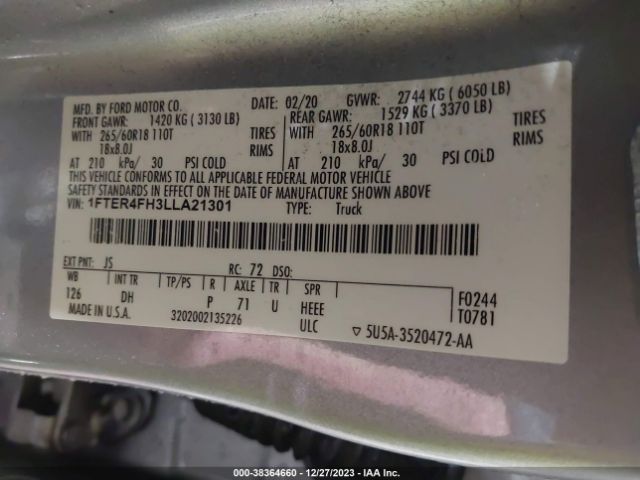 MFD. BY FORD MOTOR CO.
DATE: 02/20 GVWR: 2744 KG ( 6050 LB)
FRONT GAWR: 1420 KG ( 3130 LB) REAR GAWR: 1529 KG ( 3370 LB)
WITH 265/60R18 110T TIRES WITH 265/60R18 110T TIRES
18x8.0J RIMS 18x8.0J RIMS
AT 210 kPa/ 30 PSI COLD AT 210 kPa/ 30 PSI COLD
THIS VEHICLE CONFORMS TO ALL APPLICABLE FEDERAL MOTOR VEHICLE
SAFETY STANDARDS IN EFFECT ON THE DATE OF MANUFACTURE SHOWN ABOVE.
VIN: 1FTER4FH3LLA21301 TYPE: Truck
EXT PNT: JS RC: 72 DSO:
WB INT TR TP/PS R AXLE TR SPR
126 DH P 71 U HEEE F0244
MADE IN U.S.A. 3202002135226 ULC T0781
▽ 5U5A-3520472-AA
000-38364660 - 12/27/2023 - IAA Inc.